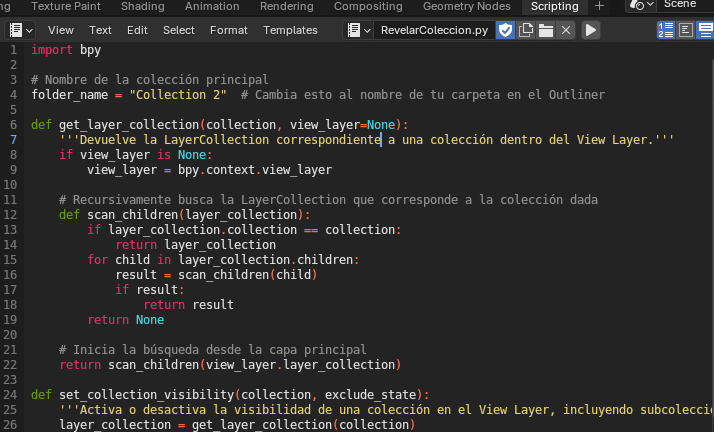 Texture Paint Shading Animation Rendering Compositing Geometry Nodes Scripting + Scene
View Text Edit Select Format Templates RevelarColeccion.py
1 import bpy
2
3 # Nombre de la colección principal
4 folder_name = "Collection 2"  # Cambia esto al nombre de tu carpeta en el Outliner
5
6 def get_layer_collection(collection, view_layer=None):
7     '''Devuelve la LayerCollection correspondiente a una colección dentro del View Layer.'''
8     if view_layer is None:
9         view_layer = bpy.context.view_layer
10
11     # Recursivamente busca la LayerCollection que corresponde a la colección dada
12     def scan_children(layer_collection):
13         if layer_collection.collection == collection:
14             return layer_collection
15         for child in layer_collection.children:
16             result = scan_children(child)
17             if result:
18                 return result
19         return None
20
21     # Inicia la búsqueda desde la capa principal
22     return scan_children(view_layer.layer_collection)
23
24 def set_collection_visibility(collection, exclude_state):
25     '''Activa o desactiva la visibilidad de una colección en el View Layer, incluyendo subcolecci
26     layer_collection = get_layer_collection(collection)